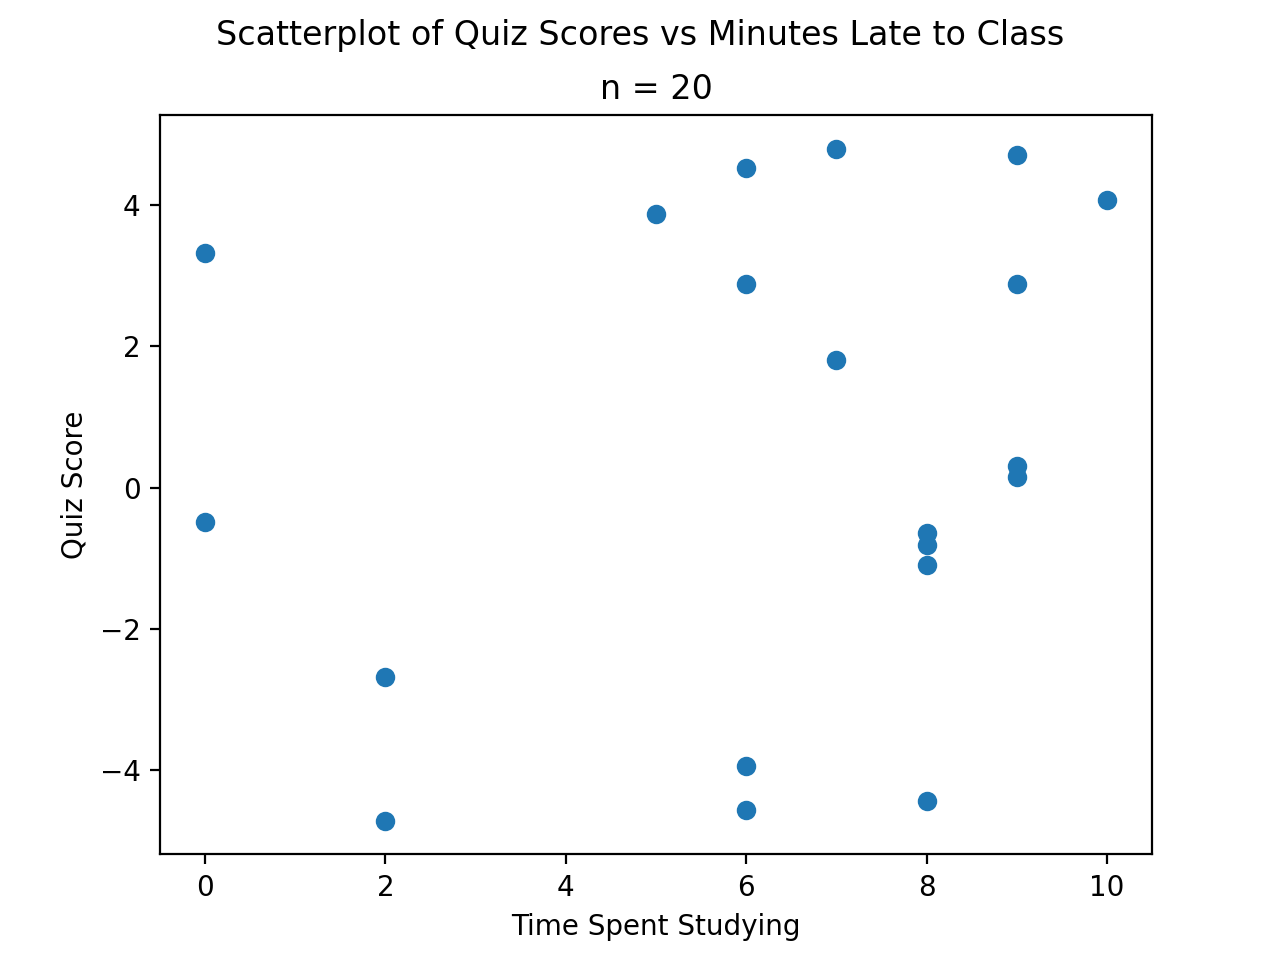 Scatterplot of Quiz Scores vs Minutes Late to Class
n = 20
4
2
0
−2
−4
Quiz Score
0 2 4 6 8 10
Time Spent Studying